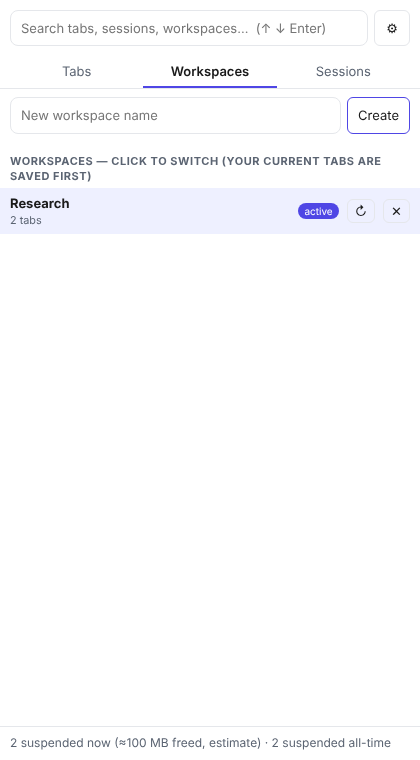 Search tabs, sessions, workspaces… (↑ ↓ Enter)
⚙
Tabs Workspaces Sessions
New workspace name Create
WORKSPACES — CLICK TO SWITCH (YOUR CURRENT TABS ARE
SAVED FIRST)
Research
2 tabs
active ↻ ✕
2 suspended now (≈100 MB freed, estimate) · 2 suspended all-time